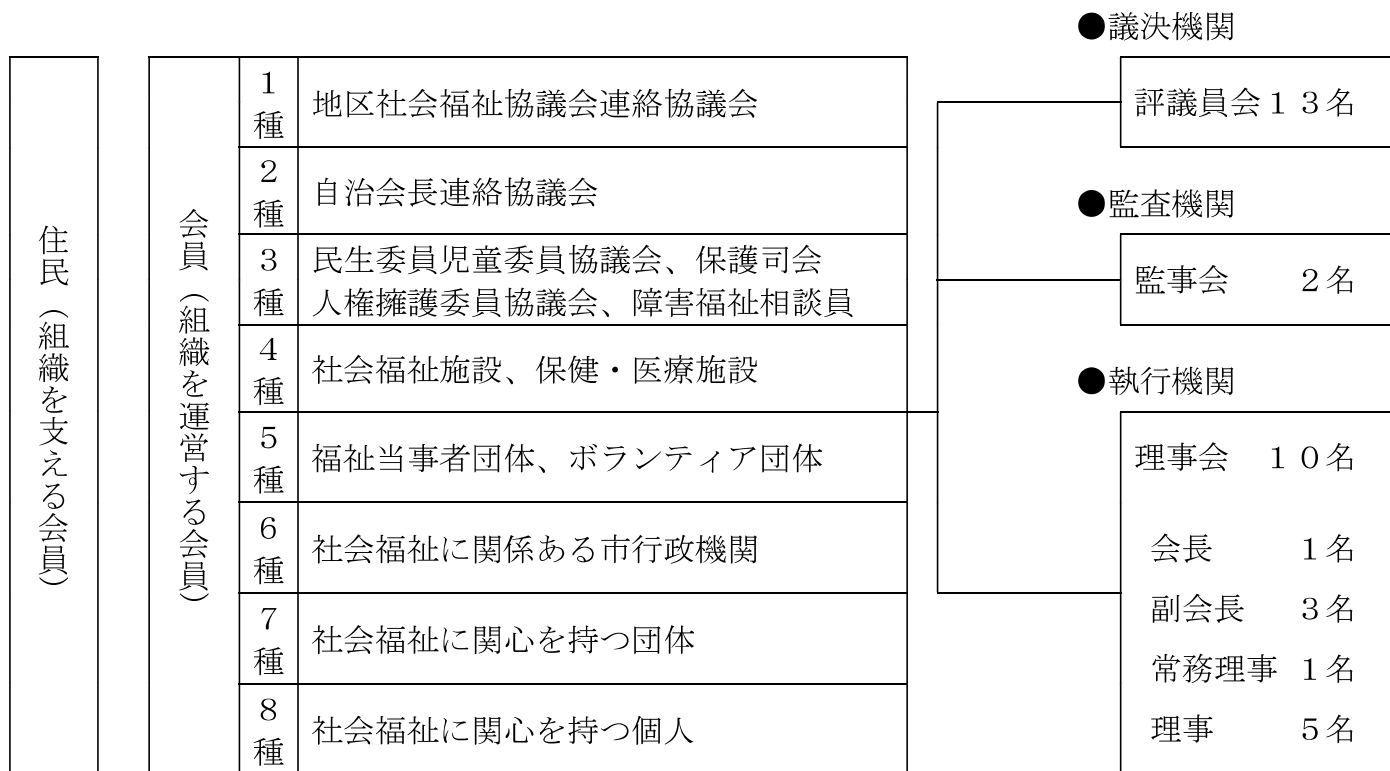 住民（組織を支える会員）
会員（組織を運営する会員）
１種
地区社会福祉協議会連絡協議会
２種
自治会長連絡協議会
３種
民生委員児童委員協議会、保護司会
人権擁護委員協議会、障害福祉相談員
４種
社会福祉施設、保健・医療施設
５種
福祉当事者団体、ボランティア団体
６種
社会福祉に関係ある市行政機関
７種
社会福祉に関心を持つ団体
８種
社会福祉に関心を持つ個人
●議決機関
評議員会１３名
●監査機関
監事会　　２名
●執行機関
理事会　１０名
会長　　　１名
副会長　　３名
常務理事　１名
理事　　　５名